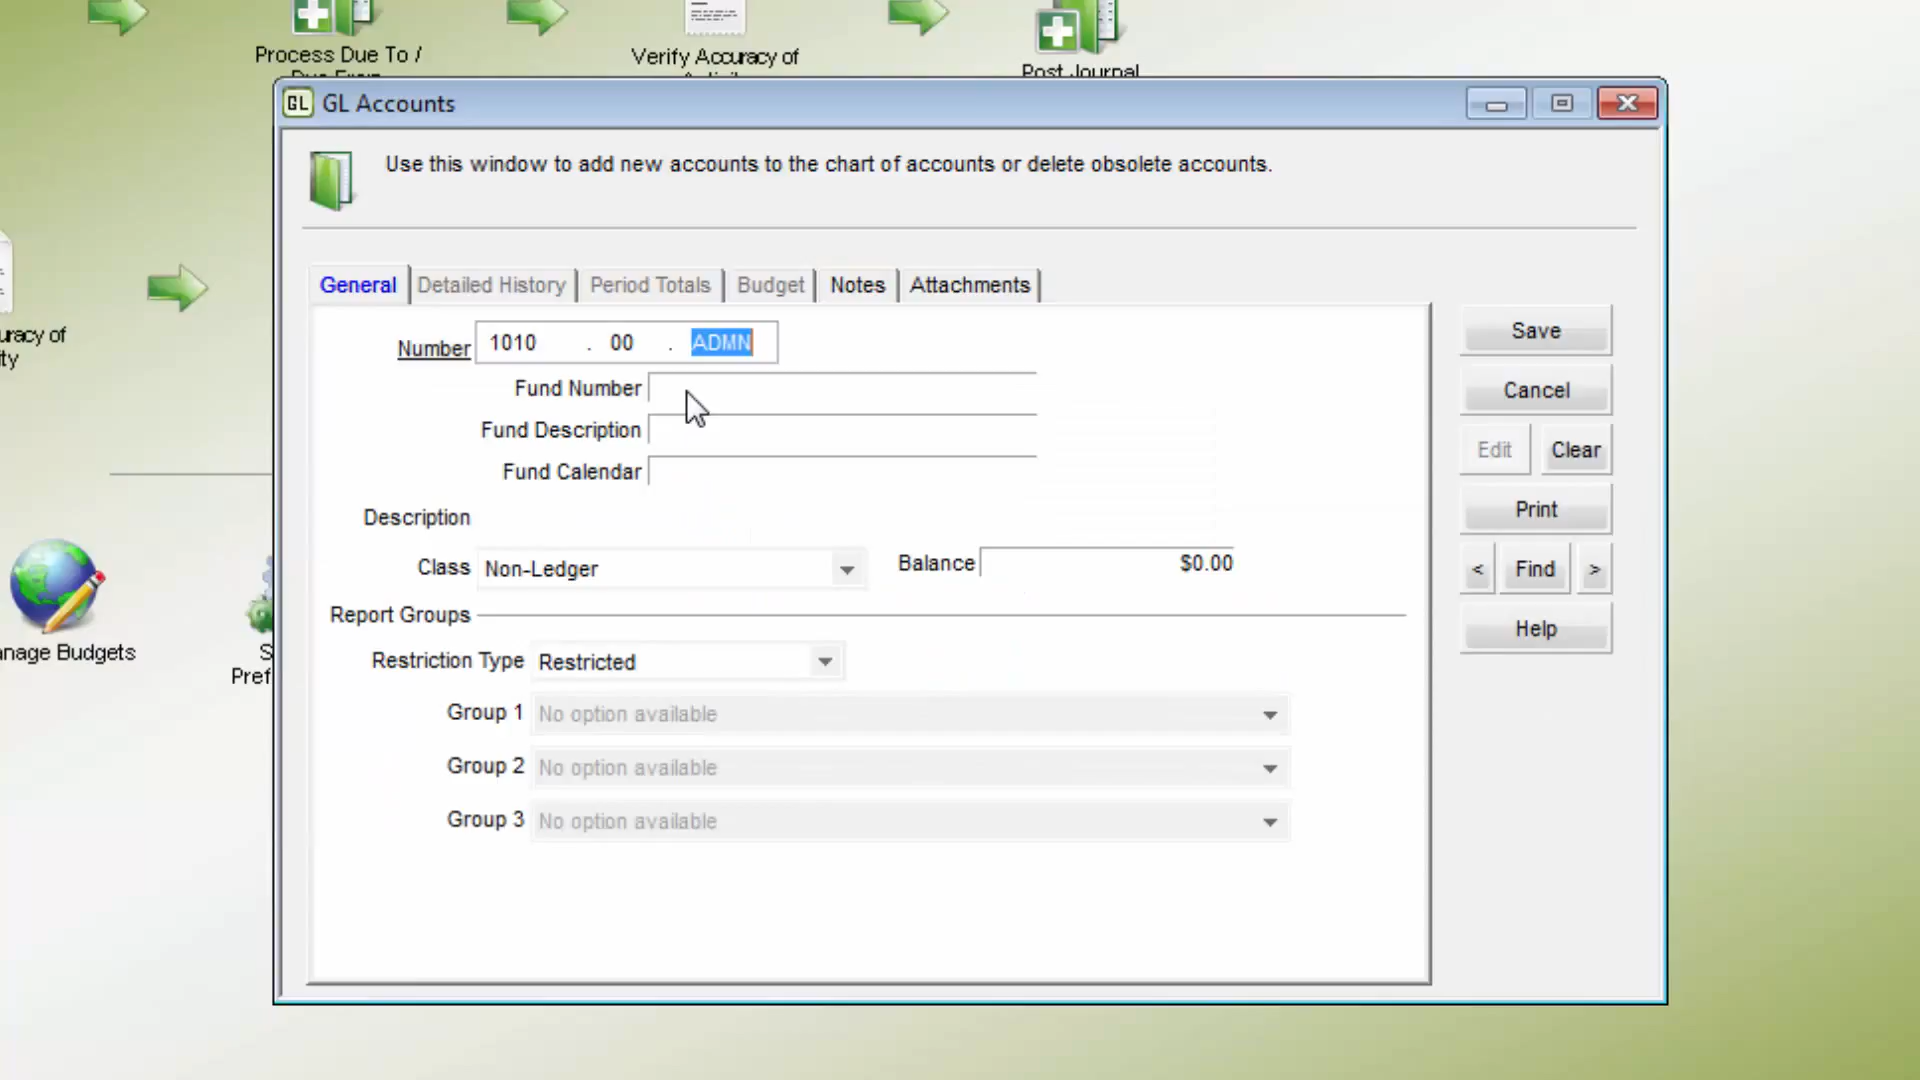 Process Due To /
Due From
Verify Accuracy of
Post Journal
GL GL Accounts
Use this window to add new accounts to the chart of accounts or delete obsolete accounts.
General Detailed History Period Totals Budget Notes Attachments
Number 1010 . 00 . ADMN
Fund Number
Fund Description
Fund Calendar
Description
Class Non-Ledger Balance $0.00
Report Groups
Restriction Type Restricted
Group 1 No option available
Group 2 No option available
Group 3 No option available
Save
Cancel
Edit Clear
Print
< Find >
Help
uracy of
ity
nage Budgets
S
Pref